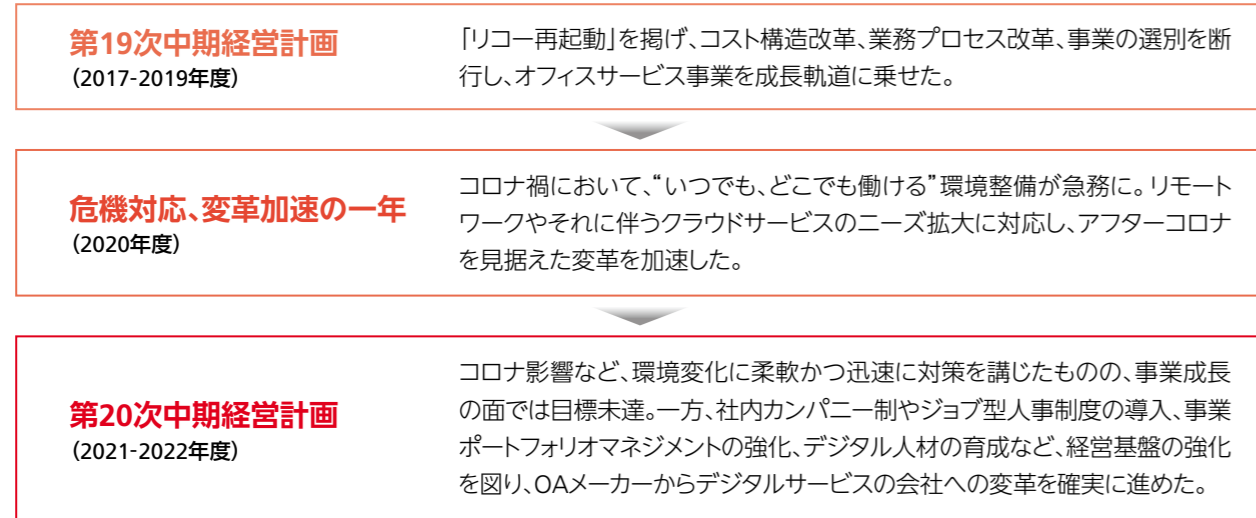 第19次中期経営計画
（2017-2019年度）
「リコー再起動」を掲げ、コスト構造改革、業務プロセス改革、事業の選別を断
行し、オフィスサービス事業を成長軌道に乗せた。
危機対応、変革加速の一年
（2020年度）
コロナ禍において、“いつでも、どこでも働ける”環境整備が急務に。リモート
ワークやそれに伴うクラウドサービスのニーズ拡大に対応し、アフターコロナ
を見据えた変革を加速した。
第20次中期経営計画
（2021-2022年度）
コロナ影響など、環境変化に柔軟かつ迅速に対策を講じたものの、事業成長
の面では目標未達。一方、社内カンパニー制やジョブ型人事制度の導入、事業
ポートフォリオマネジメントの強化、デジタル人材の育成など、経営基盤の強化
を図り、OAメーカーからデジタルサービスの会社への変革を確実に進めた。